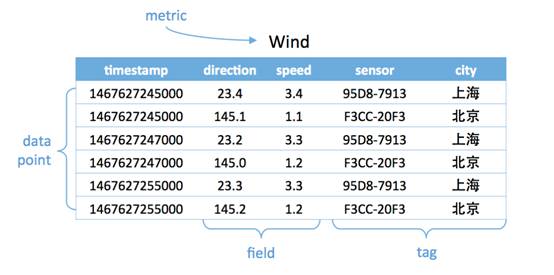 metric
Wind
timestamp direction speed sensor city
1467627245000 23.4 3.4 95D8-7913 上海
1467627245000 145.1 1.1 F3CC-20F3 北京
1467627247000 23.2 3.3 95D8-7913 上海
data
point
1467627247000 145.0 1.2 F3CC-20F3 北京
1467627255000 23.3 3.3 95D8-7913 上海
1467627255000 145.2 1.2 F3CC-20F3 北京
field tag